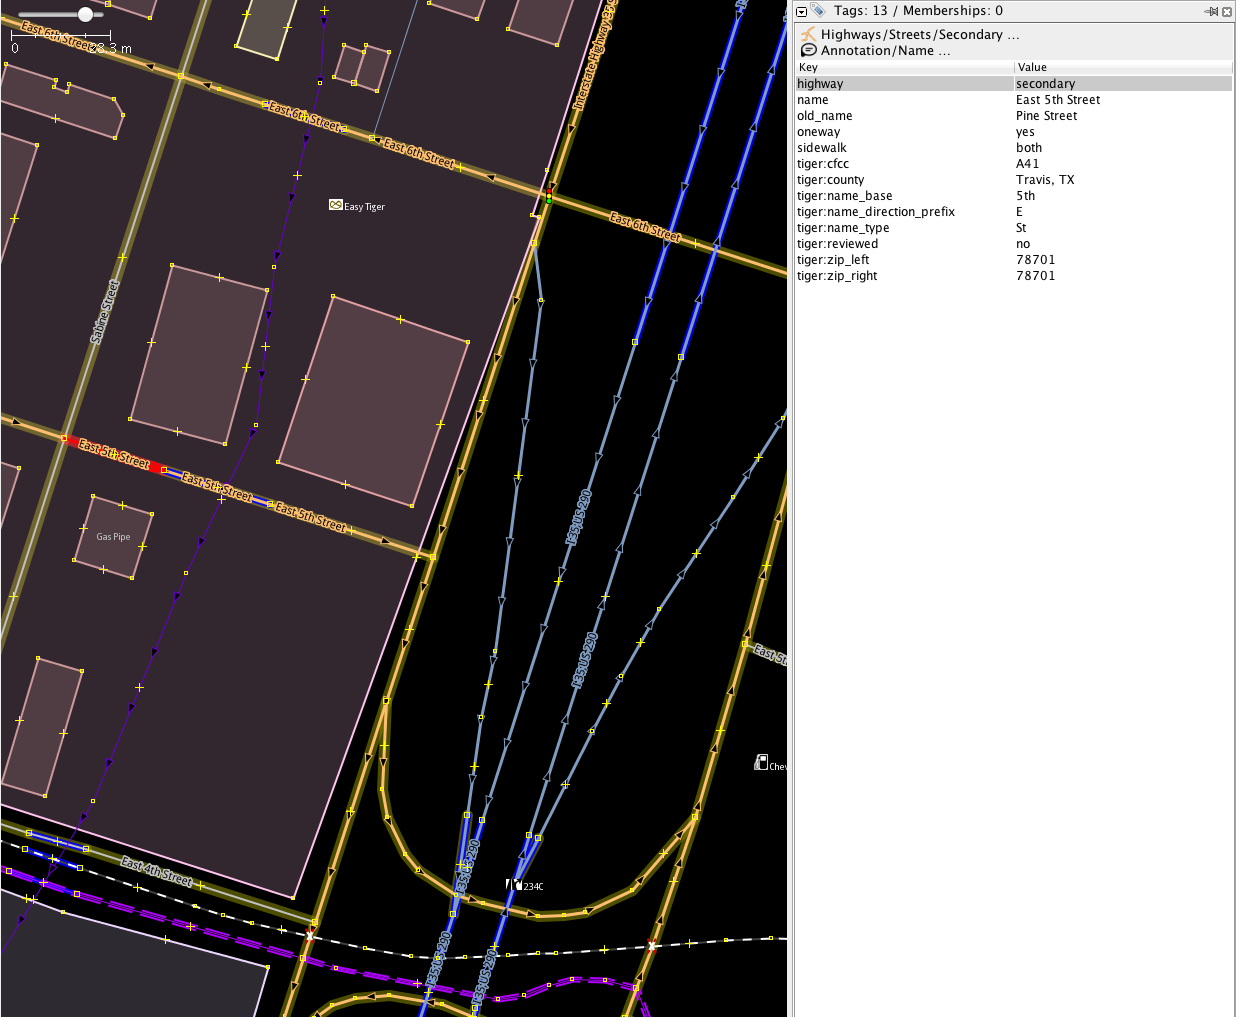 0
28.3 m
East 6th Street
Interstate Highway 35 S
East 6th Street
East 6th Street
Easy Tiger
East 6th Street
Sabine Street
East 5th Street
East 5th Street
East 5th Street
I 35;US 290
Gas Pipe
I 35;US 290
East 5t
Chev
East 4th Street
I 35;US 290
234C
I 35;US 290
I 35;US 290
Tags: 13 / Memberships: 0
Highways/Streets/Secondary ...
Annotation/Name ...
Key Value
highway secondary
name East 5th Street
old_name Pine Street
oneway yes
sidewalk both
tiger:cfcc A41
tiger:county Travis, TX
tiger:name_base 5th
tiger:name_direction_prefix E
tiger:name_type St
tiger:reviewed no
tiger:zip_left 78701
tiger:zip_right 78701